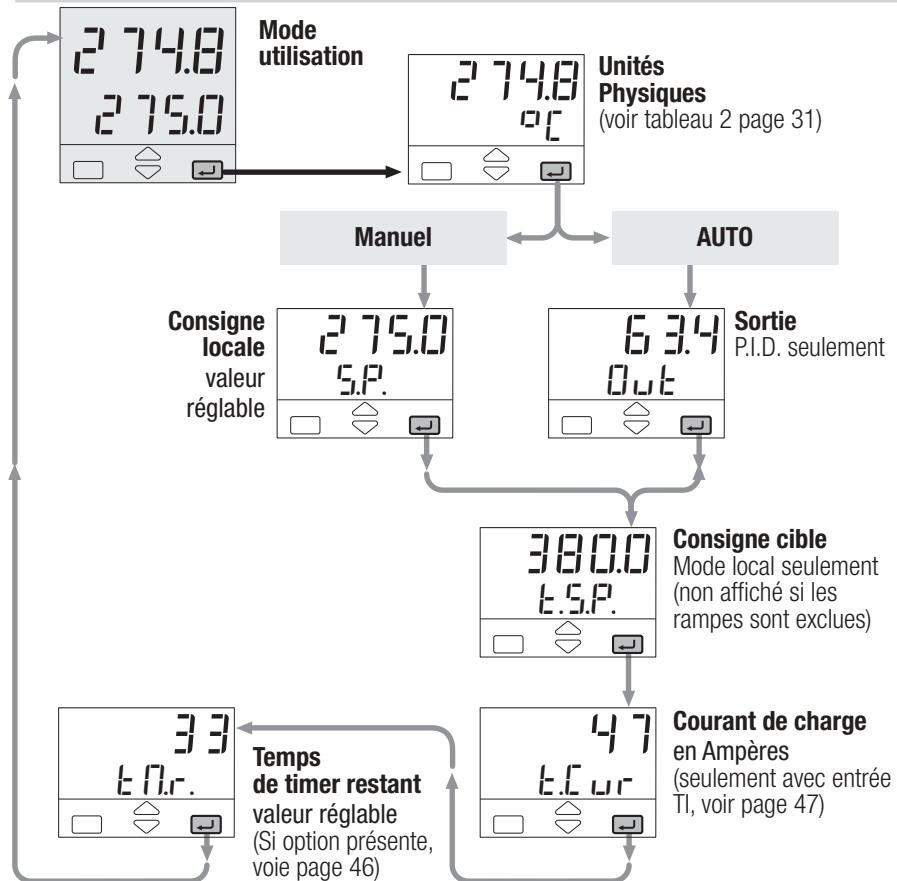 274.8
275.0
Mode
utilisation
274.8
°C
Unités
Physiques
(voir tableau 2 page 31)
Manuel
AUTO
Consigne
locale
valeur
réglable
275.0
S.P.
63.4
Out
Sortie
P.I.D. seulement
380.0
t.S.P.
Consigne cible
Mode local seulement
(non affiché si les
rampes sont exclues)
33
t.M.r.
Temps
de timer restant
valeur réglable
(Si option présente,
voie page 46)
47
t.Cur
Courant de charge
en Ampères
(seulement avec entrée
TI, voir page 47)